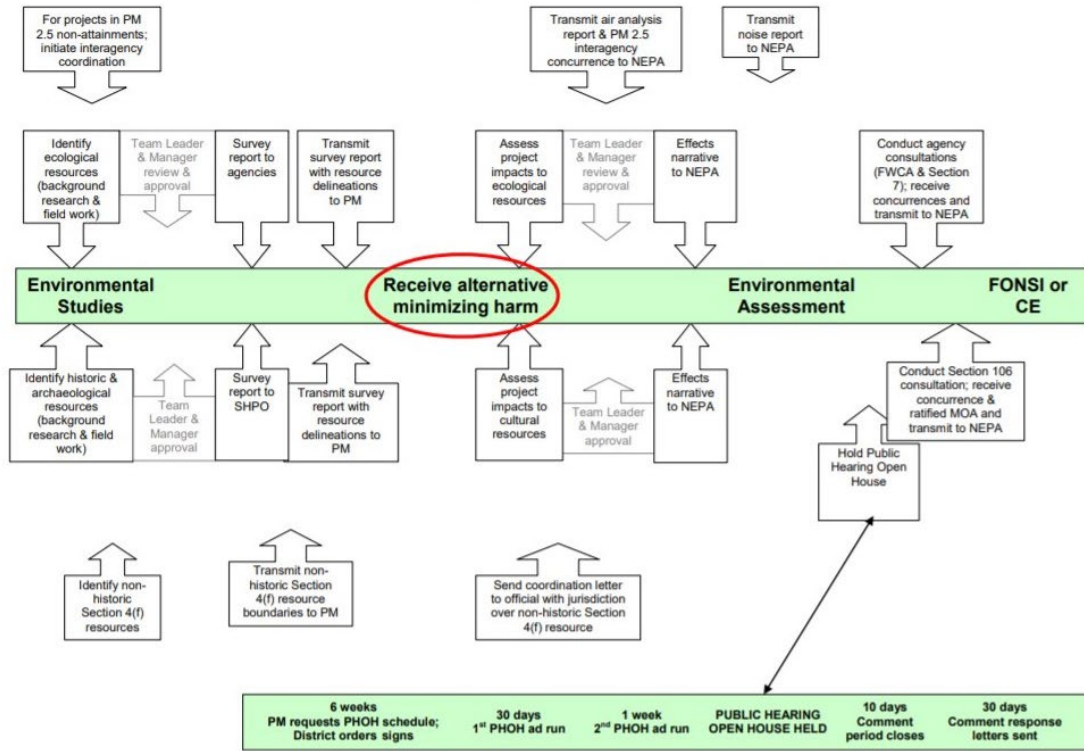 For projects in PM
2.5 non-attainments;
initiate interagency
coordination
Transmit air analysis
report & PM 2.5
interagency
concurrence to NEPA
Transmit
noise report
to NEPA
Identify
ecological
resources
(background
research &
field work)
Team Leader
& Manager
review &
approval
Survey
report to
agencies
Transmit
survey report
with resource
delineations
to PM
Assess
project
impacts to
ecological
resources
Team Leader
& Manager
review &
approval
Effects
narrative
to NEPA
Conduct agency
consultations
(FWCA & Section
7); receive
concurrences and
transmit to NEPA
Environmental
Studies
Receive alternative
minimizing harm
Environmental
Assessment
FONSI or
CE
Identify historic &
archaeological
resources
(background
research & field
work)
Team
Leader &
Manager
approval
Survey
report to
SHPO
Transmit survey
report with
resource
delineations to
PM
Assess
project
impacts to
cultural
resources
Team Leader
& Manager
approval
Effects
narrative
to NEPA
Conduct Section 106
consultation; receive
concurrence &
ratified MOA and
transmit to NEPA
Hold Public
Hearing Open
House
Identify non-
historic
Section 4(f)
resources
Transmit non-
historic Section
4(f) resource
boundaries to PM
Send coordination letter
to official with jurisdiction
over non-historic Section
4(f) resource
6 weeks
PM requests PHOH schedule;
District orders signs
30 days
1st PHOH ad run
1 week
2nd PHOH ad run
PUBLIC HEARING
OPEN HOUSE HELD
10 days
Comment
period closes
30 days
Comment response
letters sent